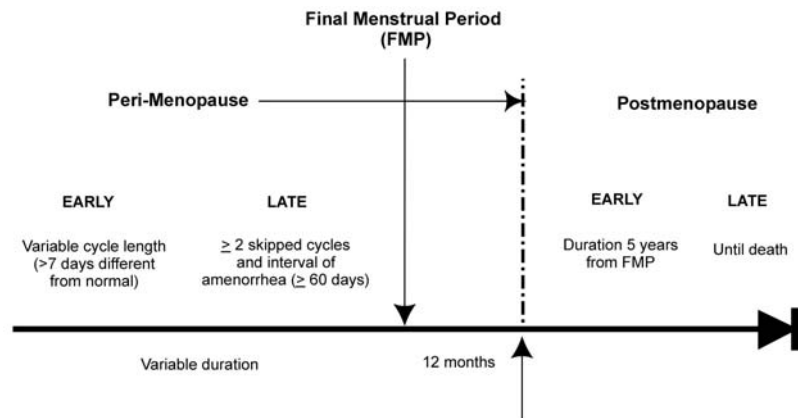 Final Menstrual Period
(FMP)
Peri-Menopause
Postmenopause
EARLY
Variable cycle length
(>7 days different
from normal)
LATE
≥ 2 skipped cycles
and interval of
amenorrhea (≥ 60 days)
EARLY
Duration 5 years
from FMP
LATE
Until death
Variable duration
12 months